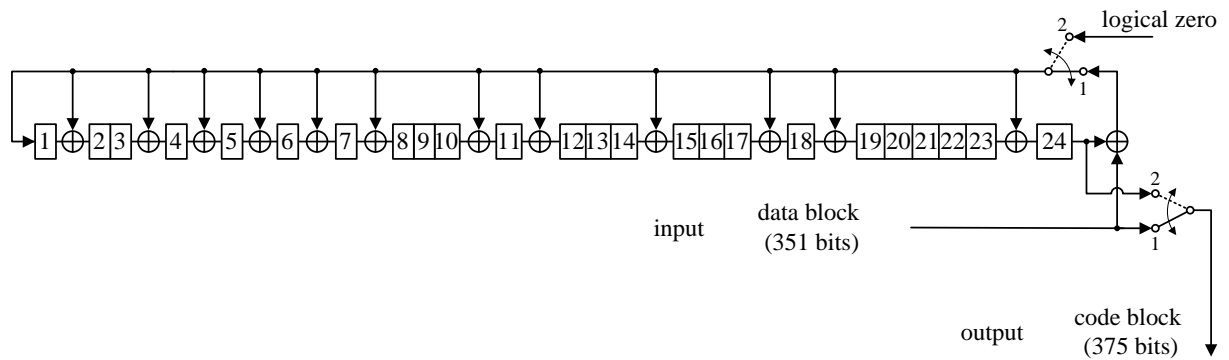 2
logical zero
1
1 2 3 4 5 6 7 8 9 10 11 12 13 14 15 16 17 18 19 20 21 22 23 24
2
input data block
(351 bits)
1
output code block
(375 bits)